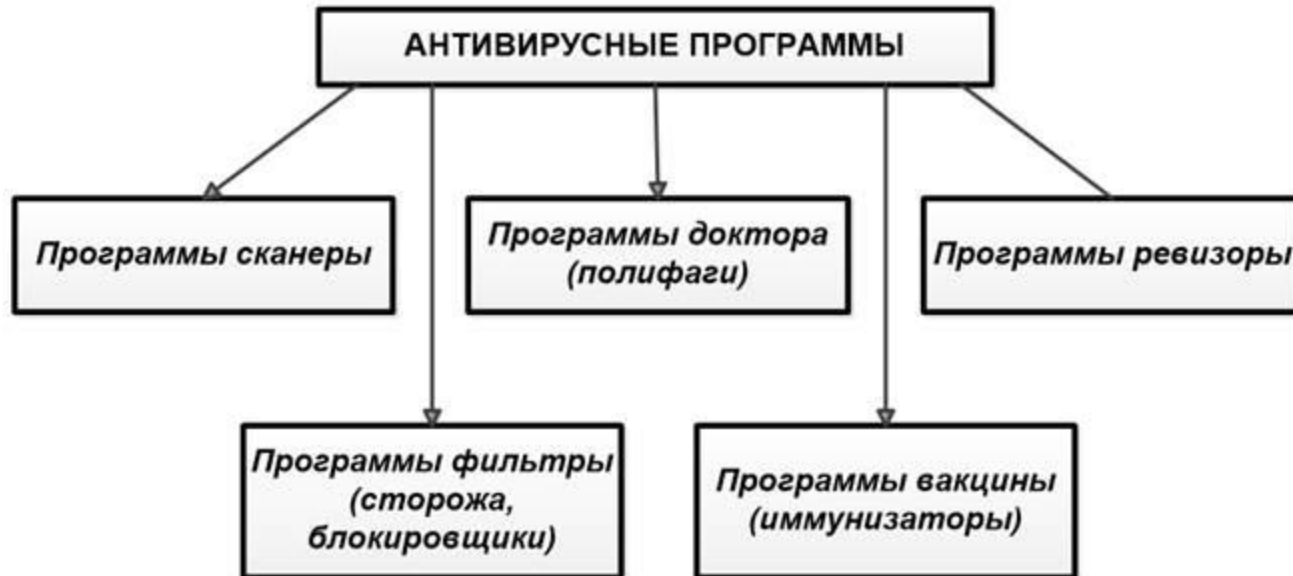 АНТИВИРУСНЫЕ ПРОГРАММЫ
Программы сканеры
Программы доктора
(полифаги)
Программы ревизоры
Программы фильтры
(сторожа,
блокировщики)
Программы вакцины
(иммунизаторы)